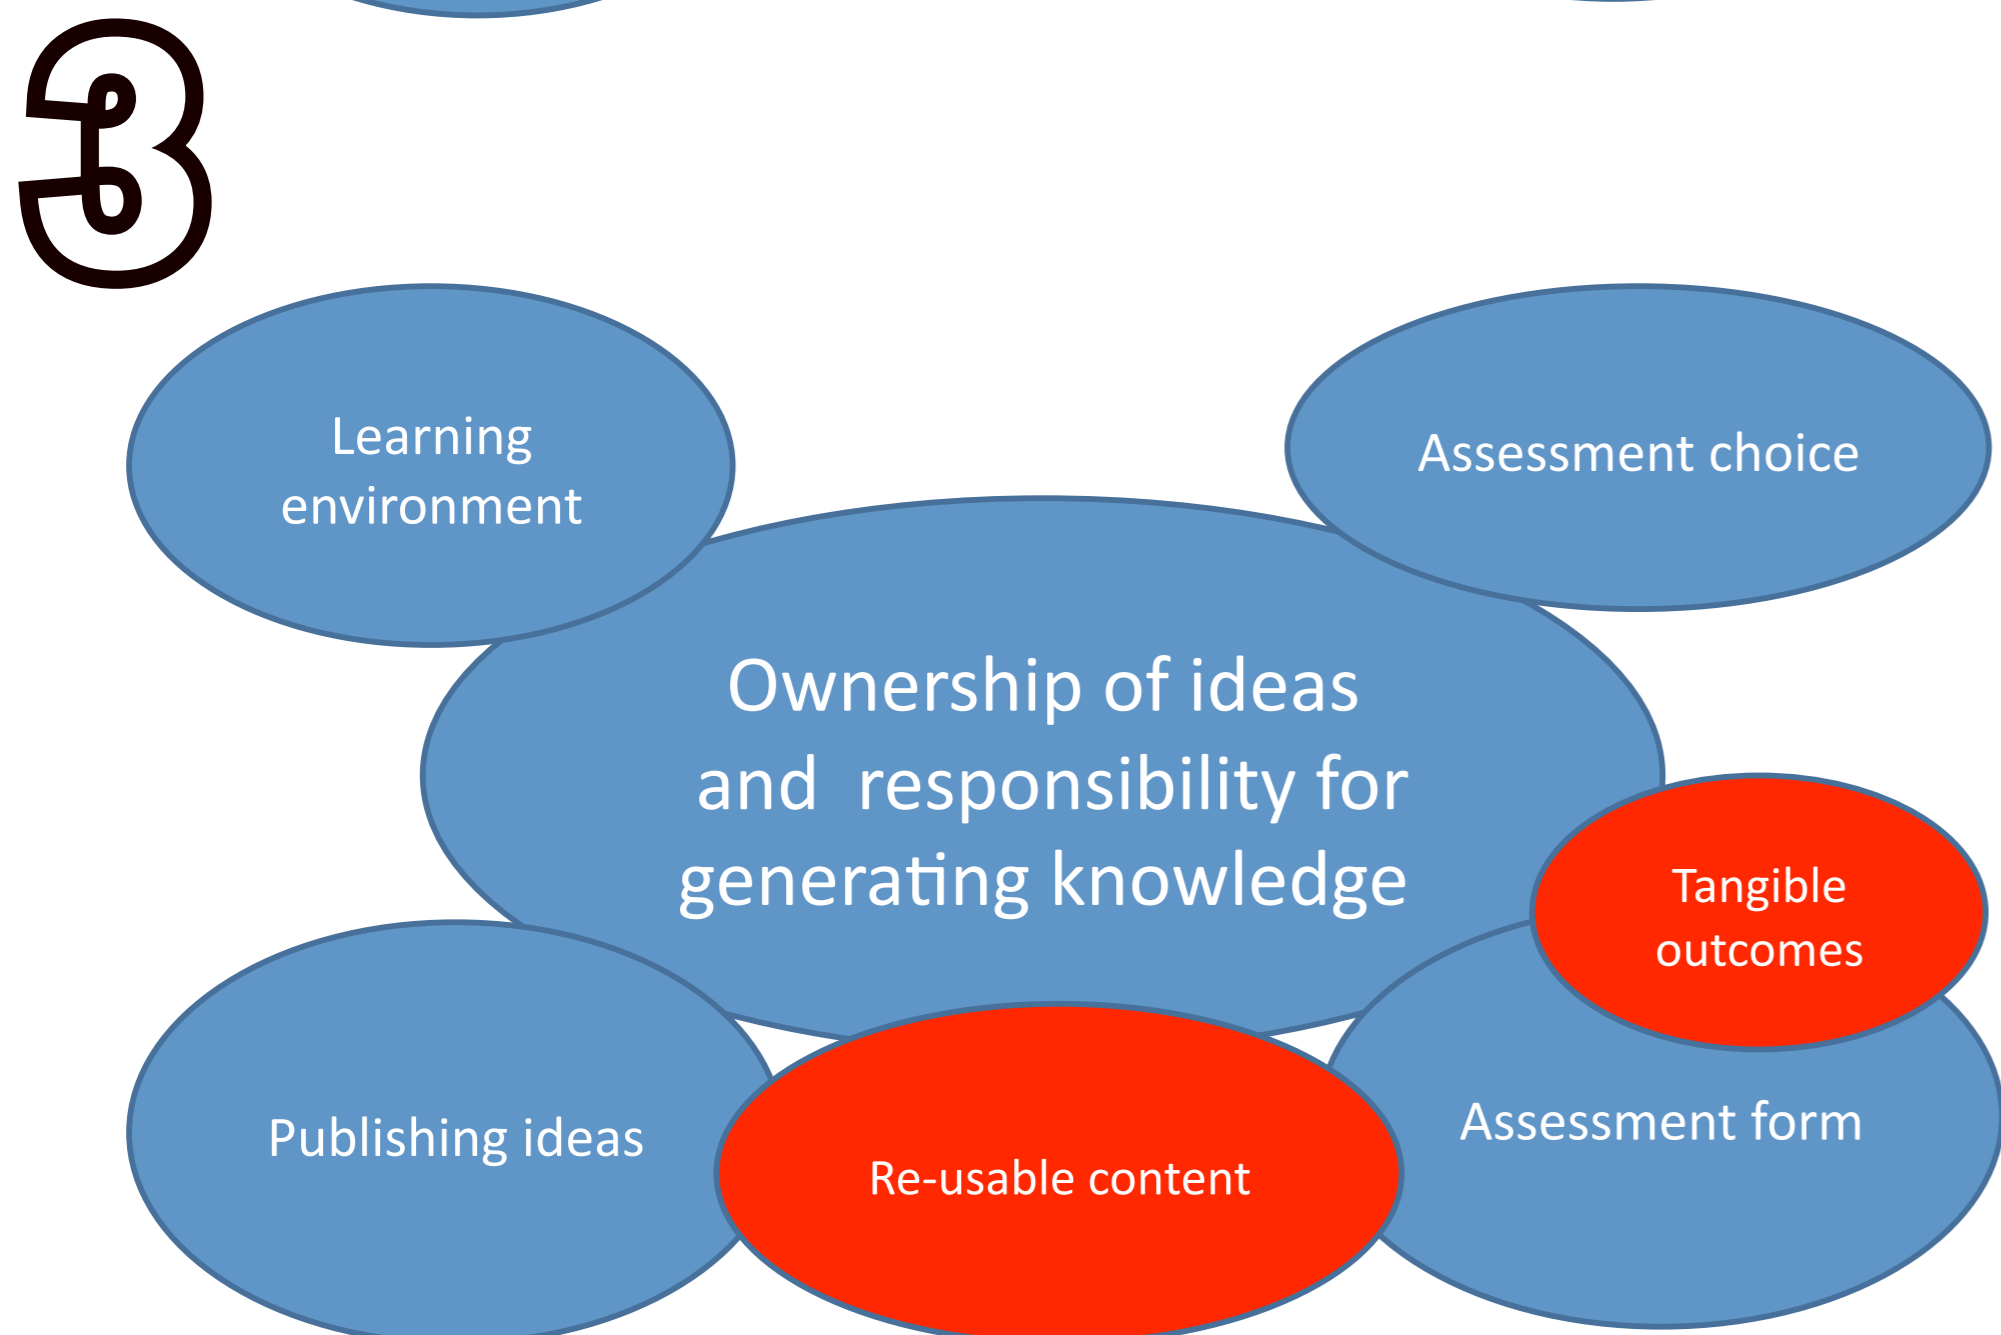 3
Learning
environment
Assessment choice
Ownership of ideas
and  responsibility for
generating knowledge
Tangible
outcomes
Publishing ideas
Re-usable content
Assessment form